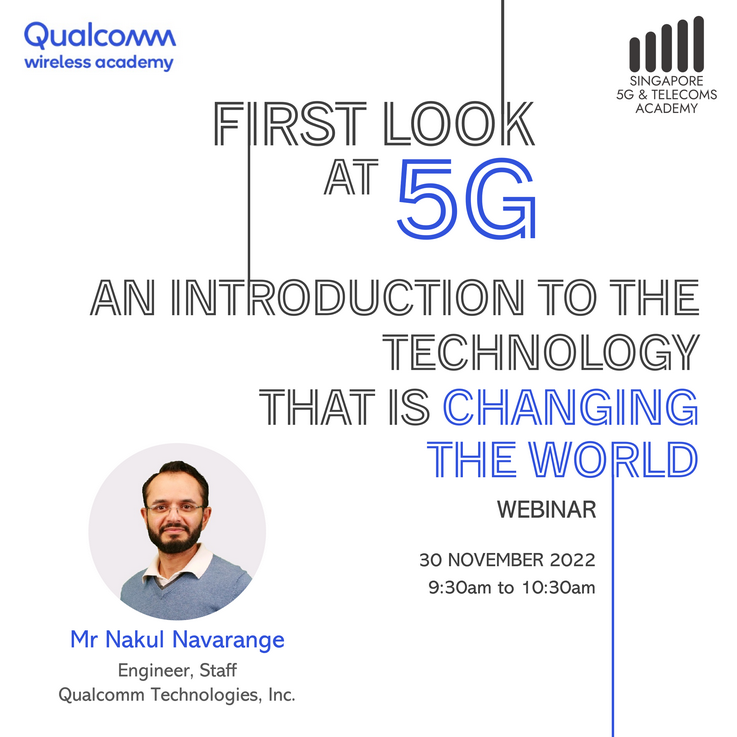 Qualcomm
wireless academy
SINGAPORE
5G & TELECOMS
ACADEMY
FIRST LOOK
AT 5G
AN INTRODUCTION TO THE
TECHNOLOGY
THAT IS CHANGING
THE WORLD
WEBINAR
30 NOVEMBER 2022
9:30am to 10:30am
Mr Nakul Navarange
Engineer, Staff
Qualcomm Technologies, Inc.